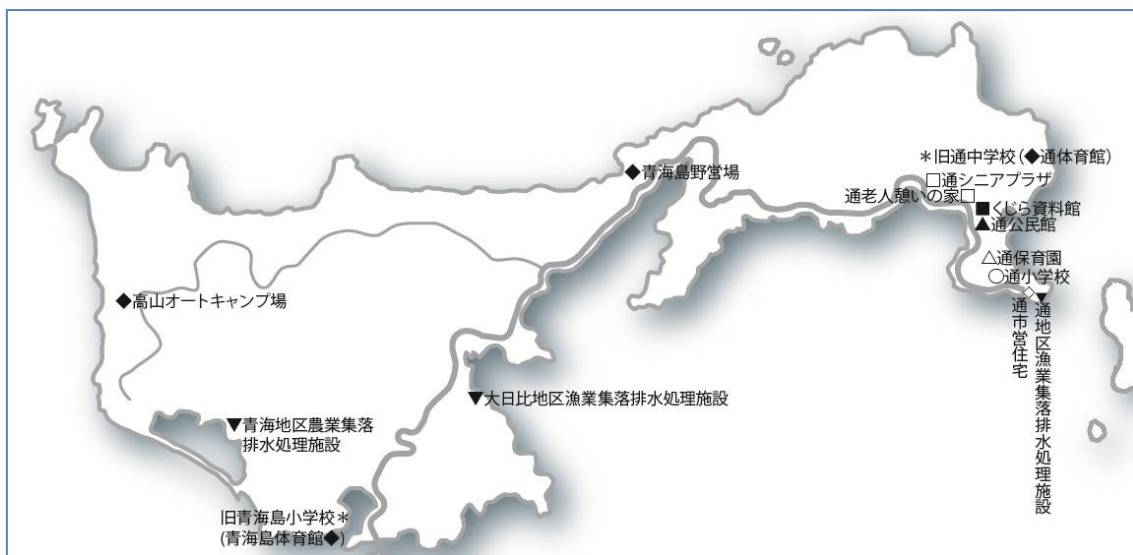 ＊旧通中学校(◆通体育館)
◆青海島野営場
□通シニアプラザ
通老人憩いの家□
■くじら資料館
▲通公民館
△通保育園
○通小学校
◆高山オートキャンプ場
◇通市営住宅
▼通地区漁業集落排水処理施設
▼大日比地区漁業集落排水処理施設
▼青海地区農業集落
排水処理施設
旧青海島小学校＊
(青海島体育館◆)